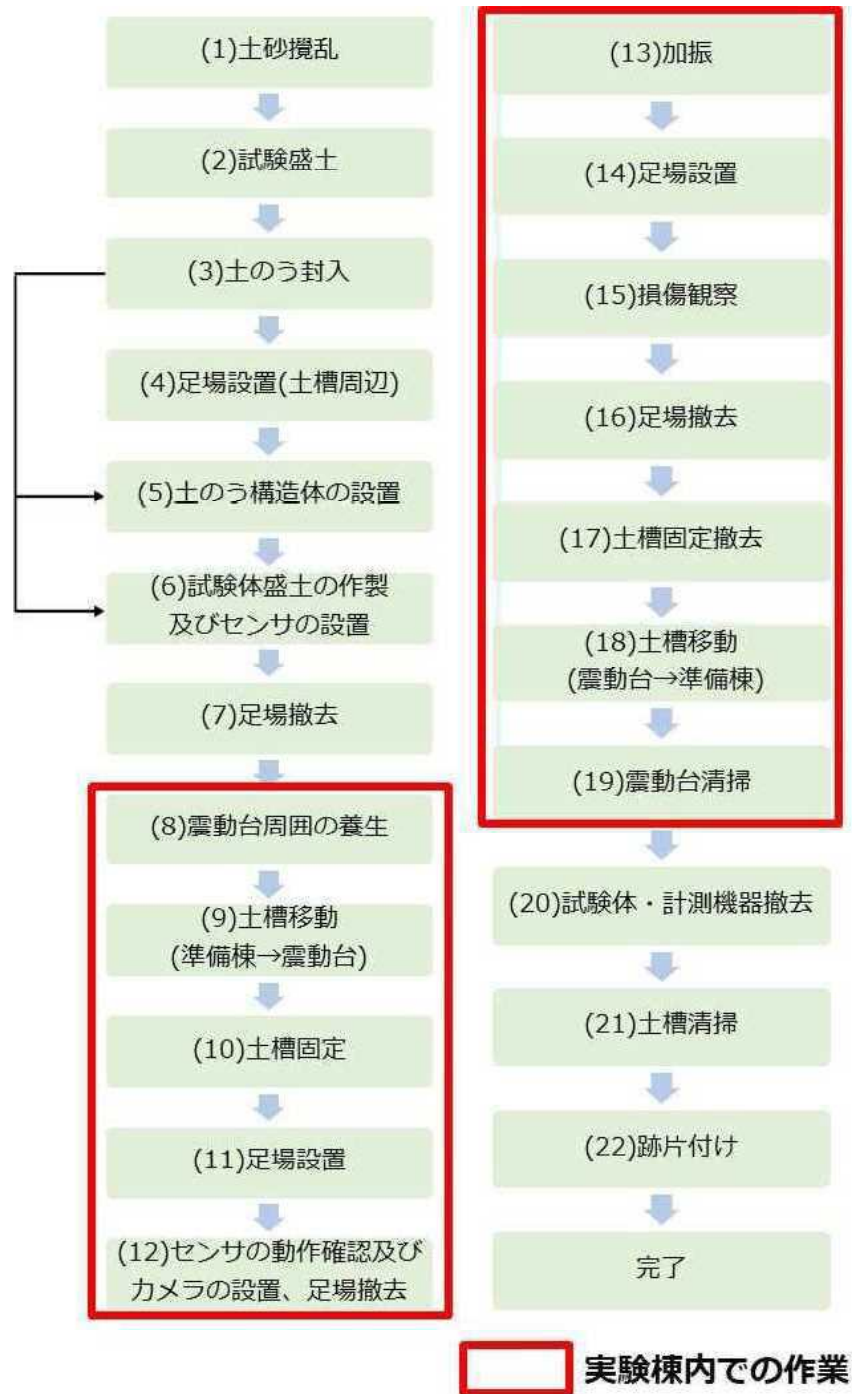 (1)土砂攪乱
(2)試験盛土
(3)土のう封入
(4)足場設置(土槽周辺)
(5)土のう構造体の設置
(6)試験体盛土の作製
及びセンサの設置
(7)足場撤去
(8)震動台周囲の養生
(9)土槽移動
(準備棟→震動台)
(10)土槽固定
(11)足場設置
(12)センサの動作確認及び
カメラの設置、足場撤去
(13)加振
(14)足場設置
(15)損傷観察
(16)足場撤去
(17)土槽固定撤去
(18)土槽移動
(震動台→準備棟)
(19)震動台清掃
(20)試験体・計測機器撤去
(21)土槽清掃
(22)跡片付け
完了
実験棟内での作業